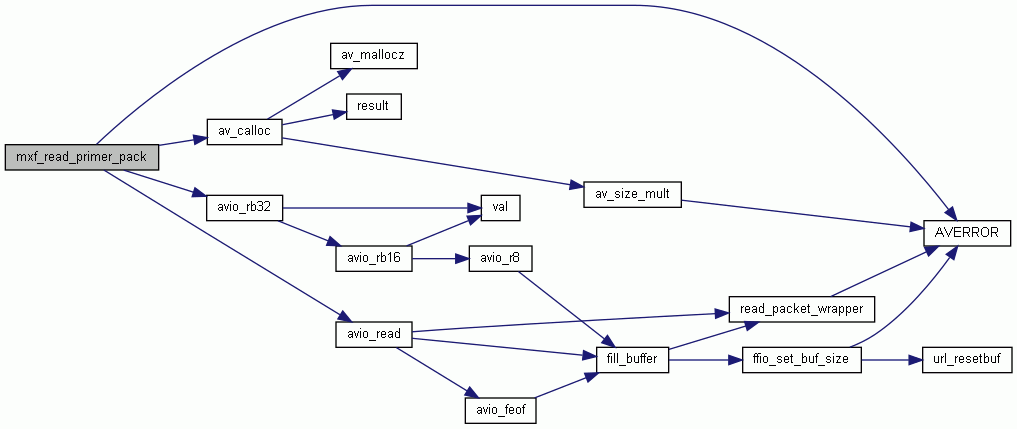 av_mallocz
result
av_calloc
mxf_read_primer_pack
av_size_mult
avio_rb32
val
AVERROR
avio_rb16
avio_r8
read_packet_wrapper
avio_read
fill_buffer
ffio_set_buf_size
url_resetbuf
avio_feof